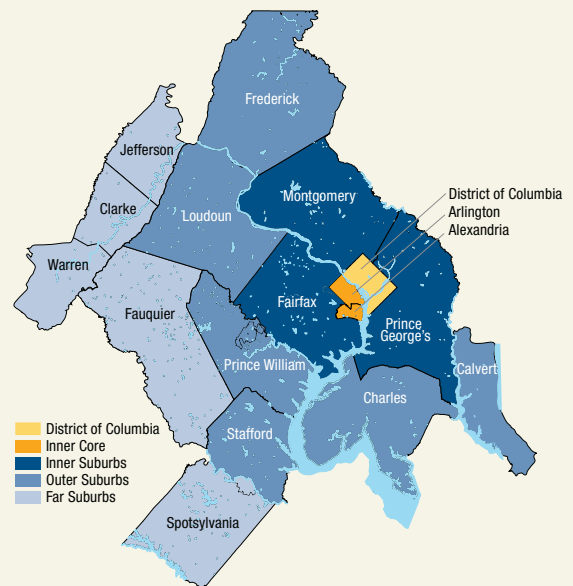 Frederick
Jefferson
Montgomery
District of Columbia
Clarke
Arlington
Loudoun
Alexandria
Warren
Fairfax
Fauquier
Prince
George's
Prince William
Calvert
Charles
District of Columbia
Stafford
Inner Core
Inner Suburbs
Outer Suburbs
Far Suburbs
Spotsylvania